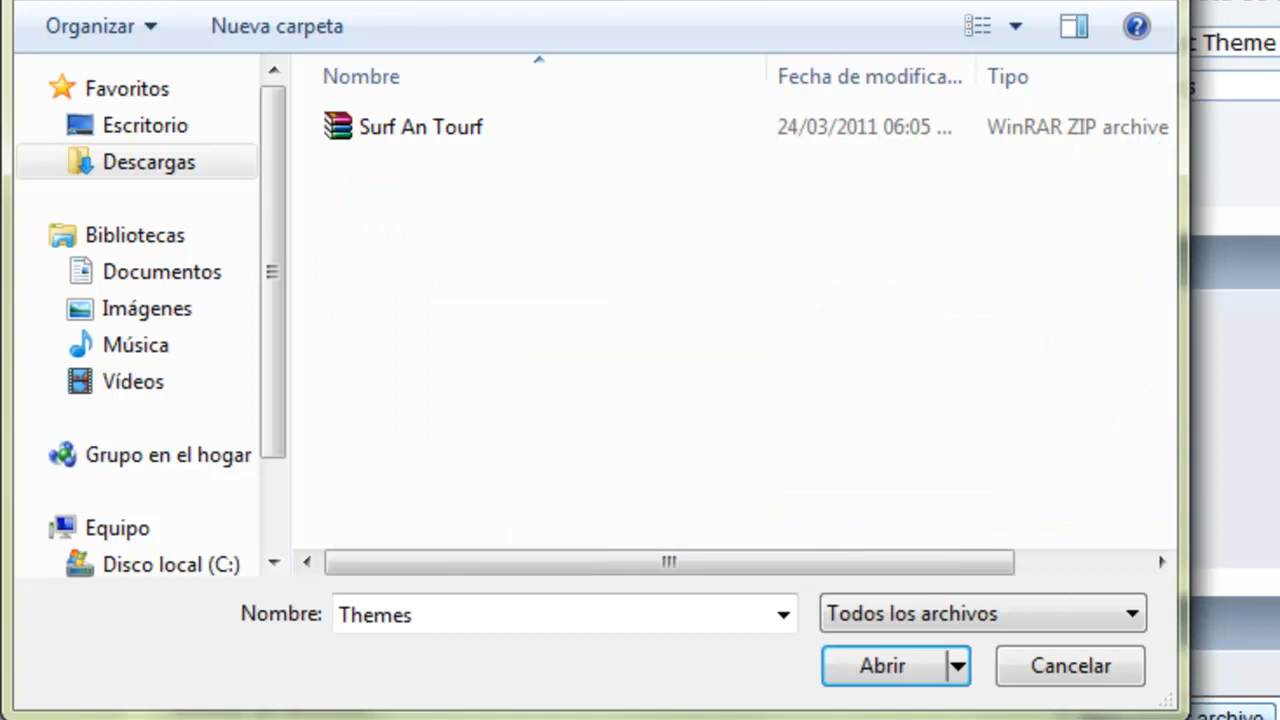 Organizar Nueva carpeta
t Theme
Nombre Fecha de modifica... Tipo
Favoritos
s
Escritorio
Surf An Tourf 24/03/2011 06:05 ... WinRAR ZIP archive
Descargas
Bibliotecas
Documentos
Imágenes
Música
Vídeos
Grupo en el hogar
Equipo
Disco local (C:)
Nombre: Themes Todos los archivos
Abrir Cancelar
archivo